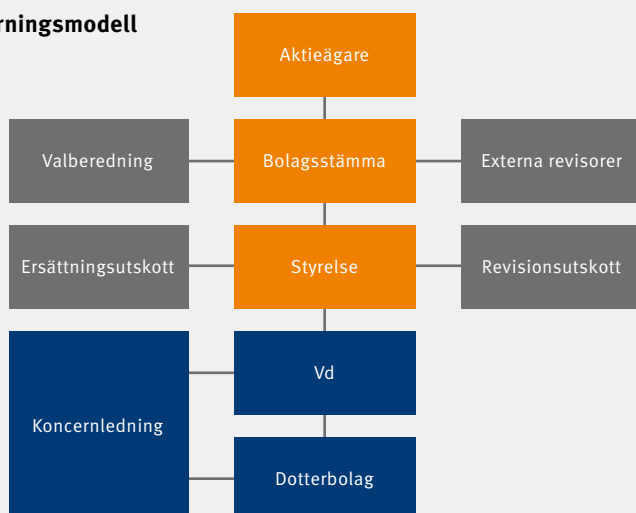 rningsmodell
Aktieägare
Valberedning
Bolagsstämma
Externa revisorer
Ersättningsutskott
Styrelse
Revisionsutskott
Vd
Koncernledning
Dotterbolag